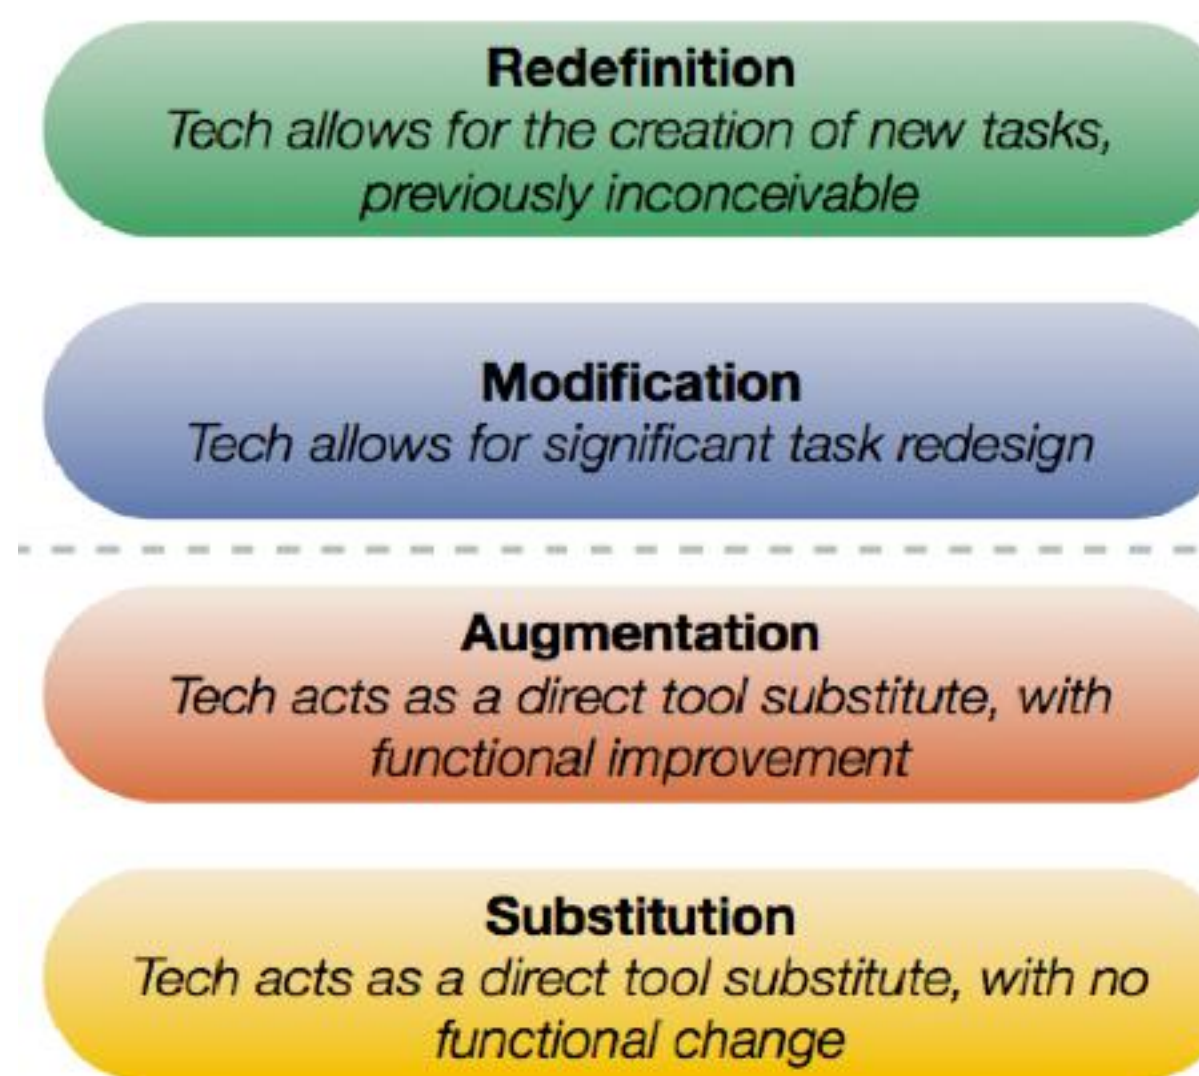 Redefinition
Tech allows for the creation of new tasks,
previously inconceivable
Modification
Tech allows for significant task redesign
Augmentation
Tech acts as a direct tool substitute, with
functional improvement
Substitution
Tech acts as a direct tool substitute, with no
functional change